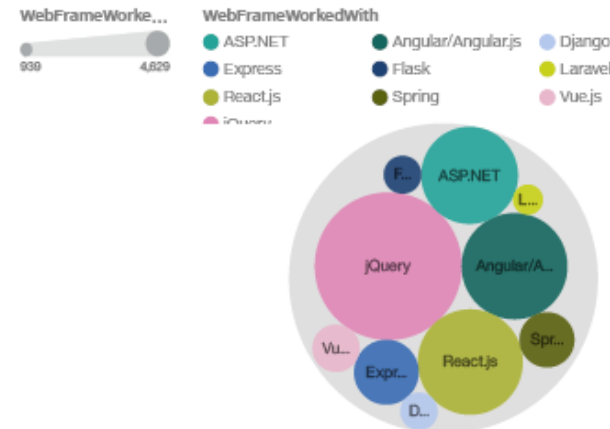 WebFrameWorke... WebFrameWorkedWith
ASP.NET Angular/Angular.js Django
939 4,629 Express Flask Laravel
React.js Spring Vue.js
jQuery
F... ASP.NET
L...
jQuery Angular/A...
Spr...
Vu... React.js
Expr...
D...